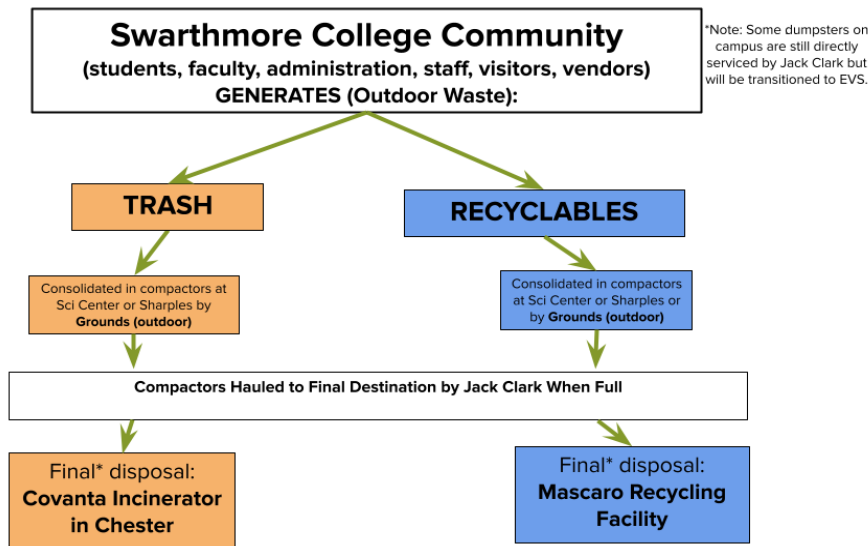 Swarthmore College Community
(students, faculty, administration, staff, visitors, vendors)
GENERATES (Outdoor Waste):
*Note: Some dumpsters on
campus are still directly
serviced by Jack Clark but
will be transitioned to EVS.
TRASH
RECYCLABLES
Consolidated in compactors at
Sci Center or Sharples by
Grounds (outdoor)
Consolidated in compactors
at Sci Center or Sharples or
by Grounds (outdoor)
Compactors Hauled to Final Destination by Jack Clark When Full
Final* disposal:
Covanta Incinerator
in Chester
Final* disposal:
Mascaro Recycling
Facility